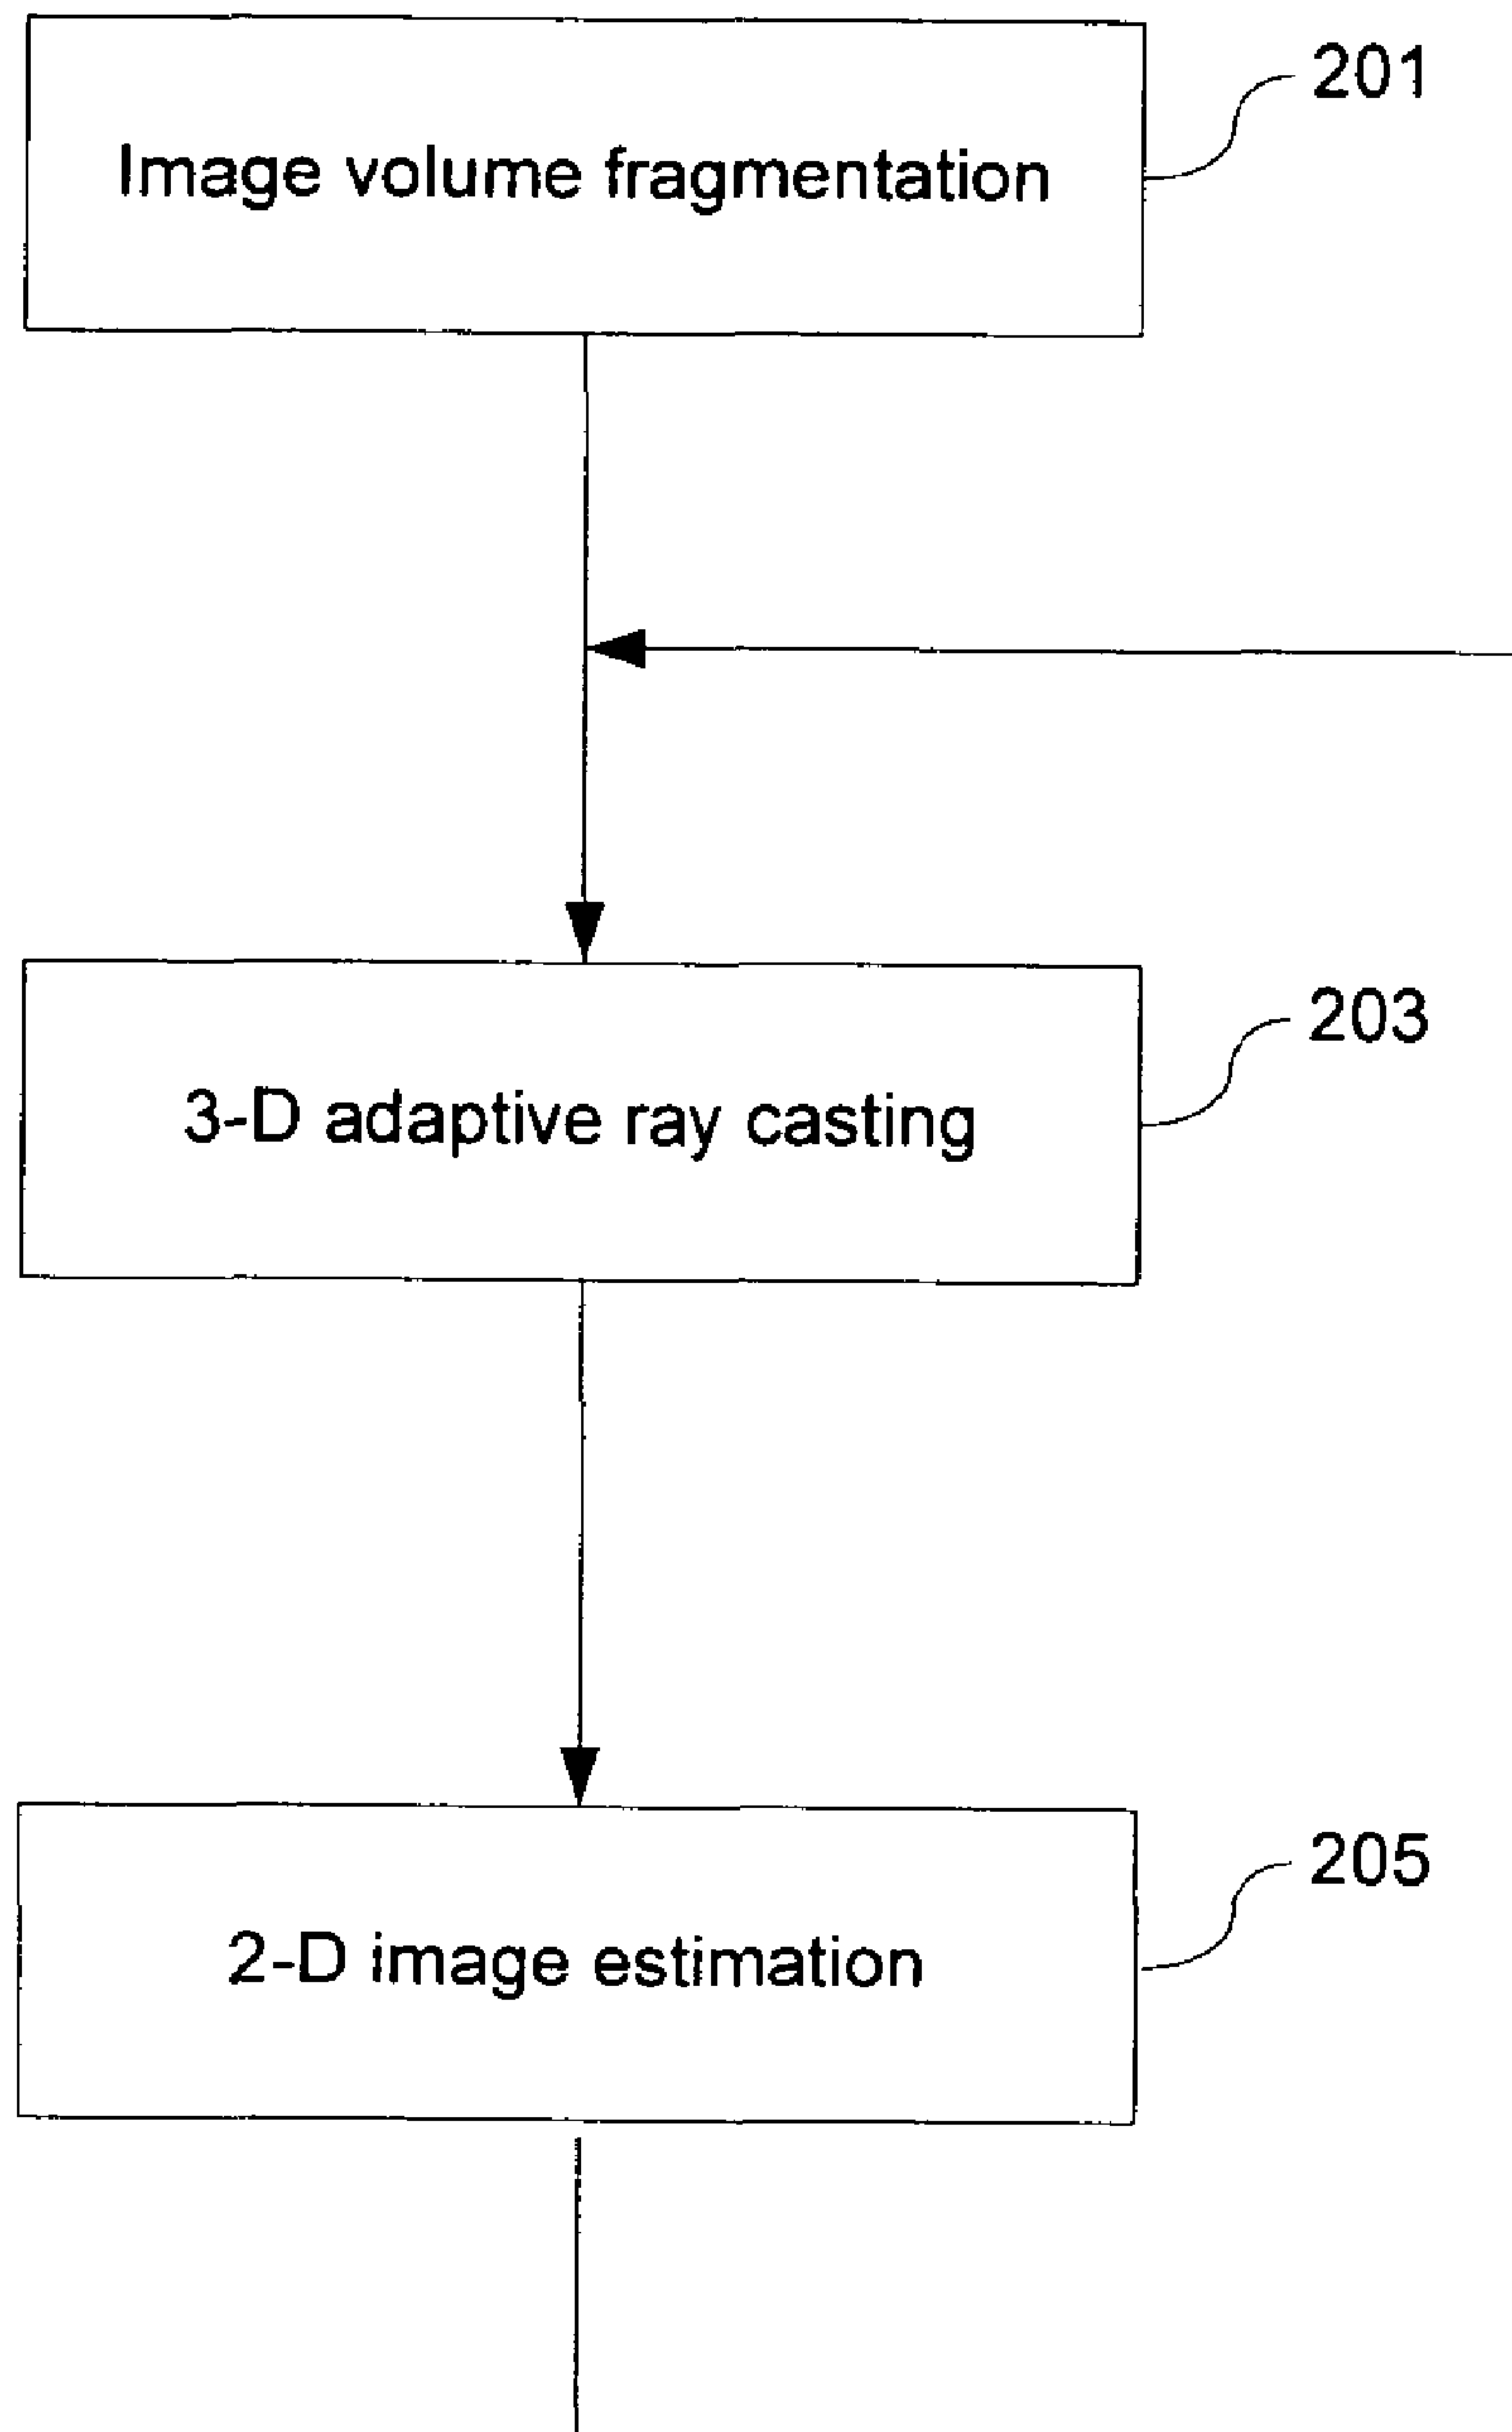 Image volume fragmentation
201
3-D adaptive ray casting
203
2-D image estimation
205